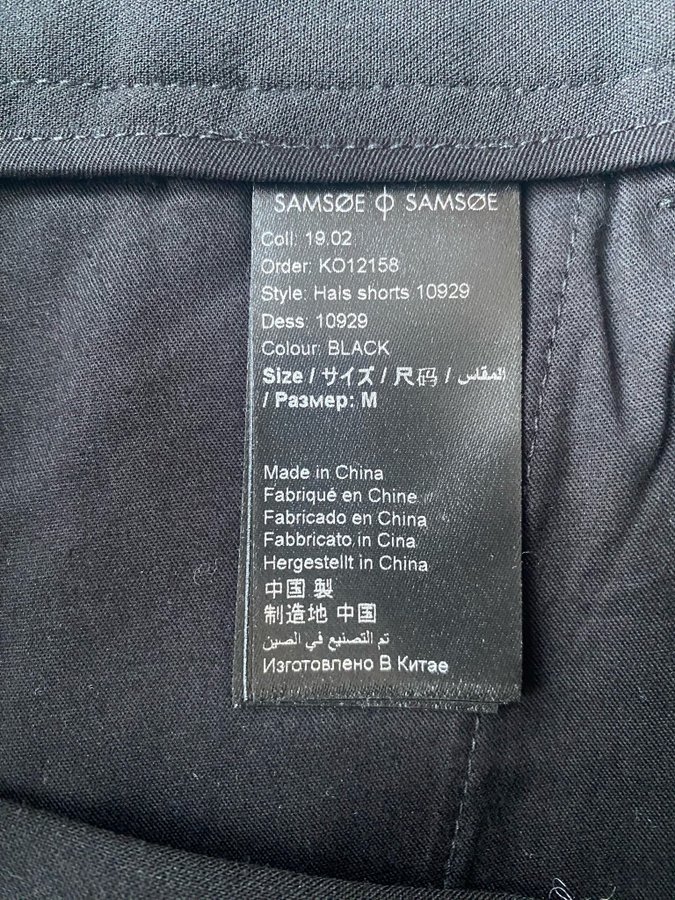 SAMSØE ɸ SAMSØE
Coll: 19.02
Order: KO12158
Style: Hals shorts 10929
Dess: 10929
Colour: BLACK
Size / サイズ / 尺码 / المقاس
/ Размер: M
Made in China
Fabriqué en Chine
Fabricado en China
Fabbricato in Cina
Hergestellt in China
中国 製
制造地 中国
تم التصنيع في الصين
Изготовлено В Китае